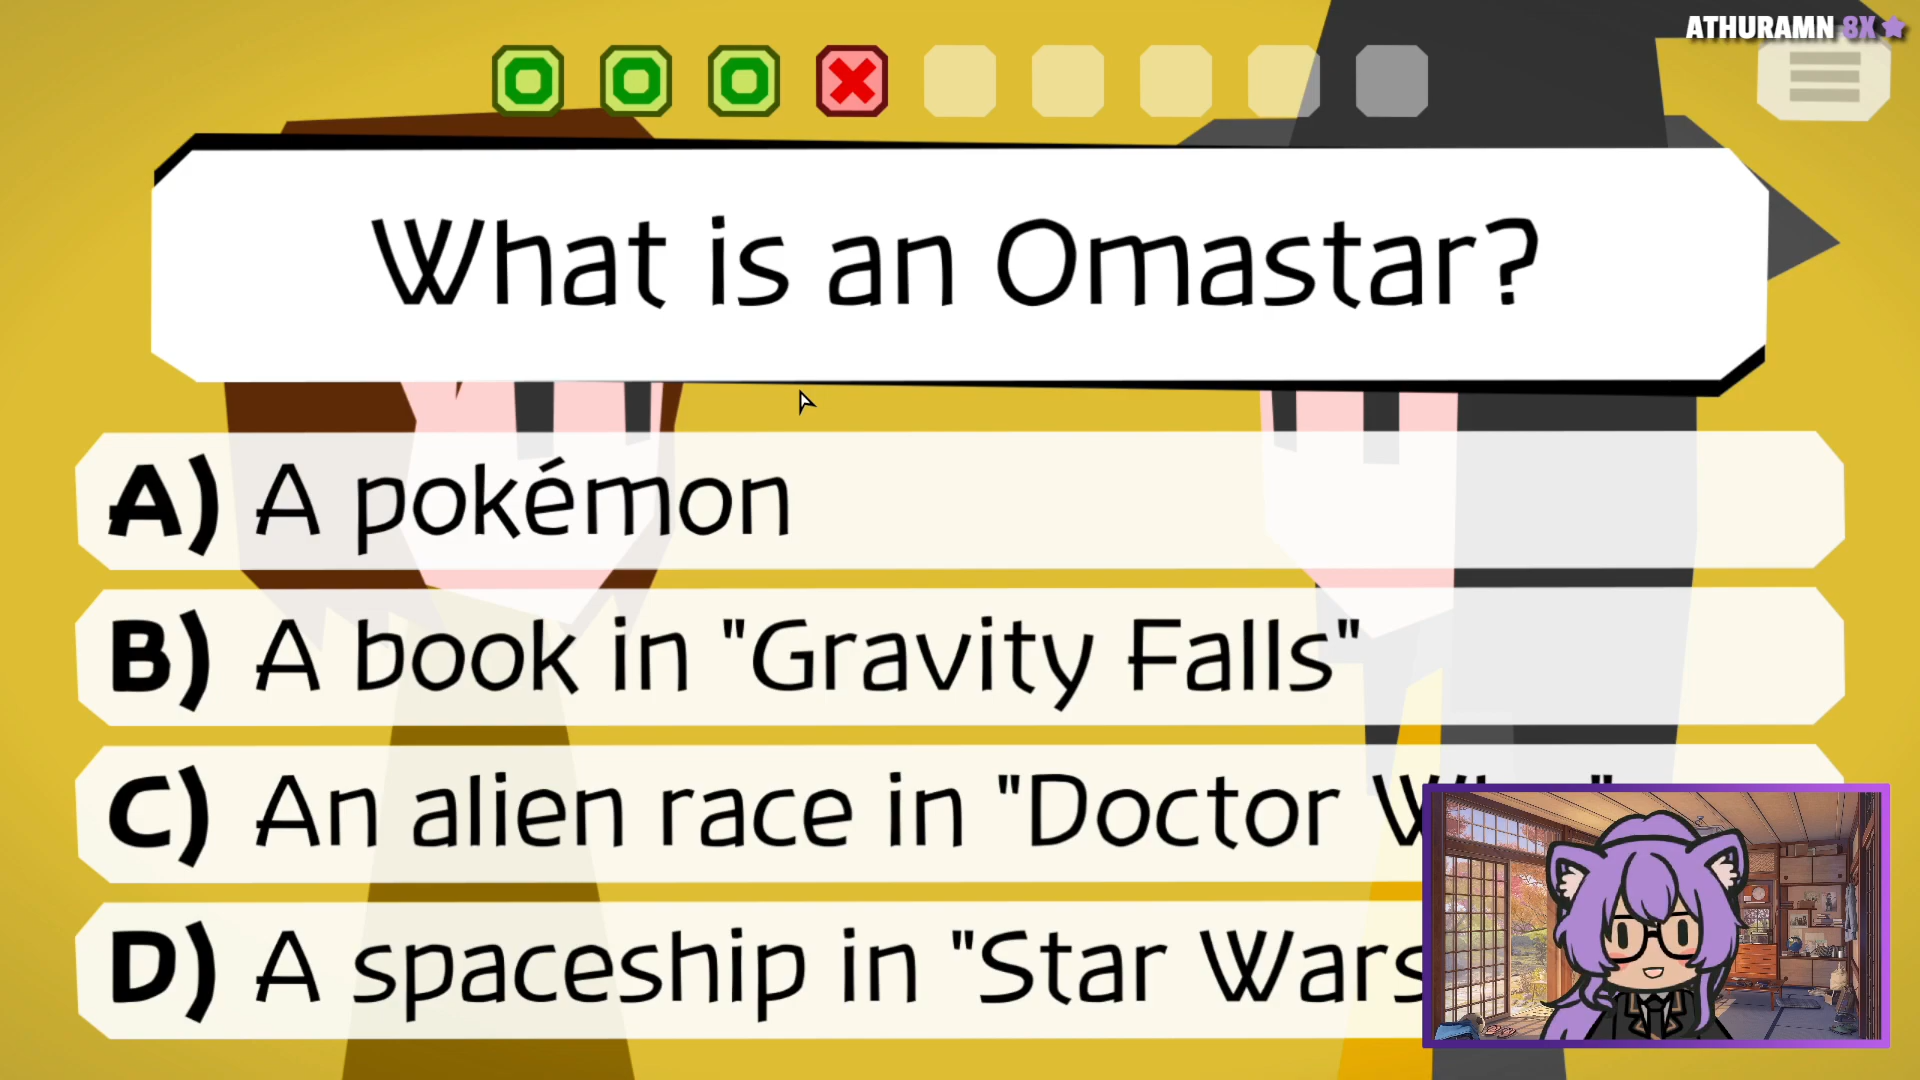 ATHURAMN 8X
What is an Omastar?
A) A pokémon
B) A book in "Gravity Falls"
C) An alien race in "Doctor
D) A spaceship in "Star Wars